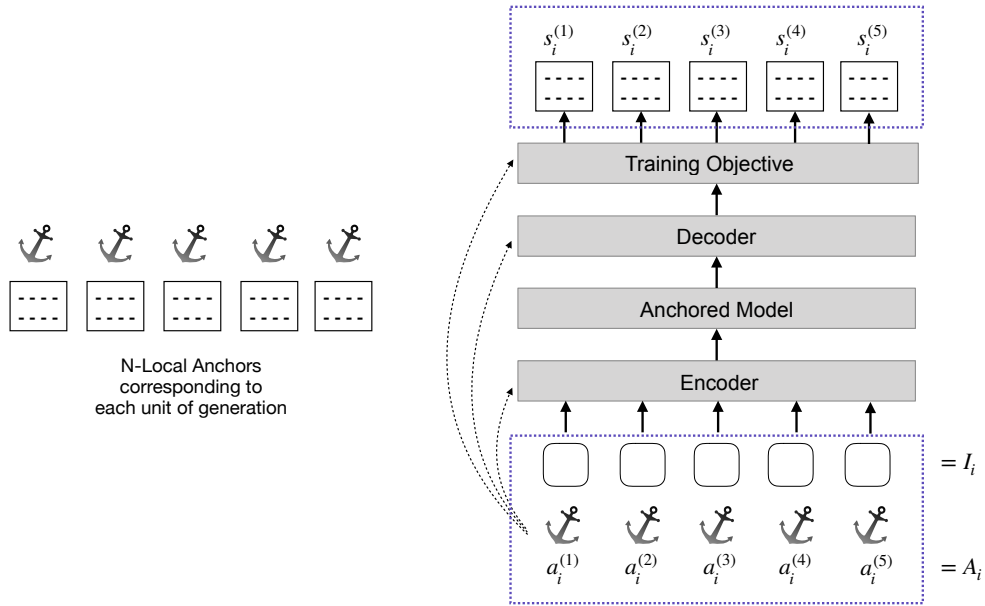 N-Local Anchors
corresponding to
each unit of generation
s_i^(1) s_i^(2) s_i^(3) s_i^(4) s_i^(5)
Training Objective
Decoder
Anchored Model
Encoder
= I_i
a_i^(1) a_i^(2) a_i^(3) a_i^(4) a_i^(5) = A_i